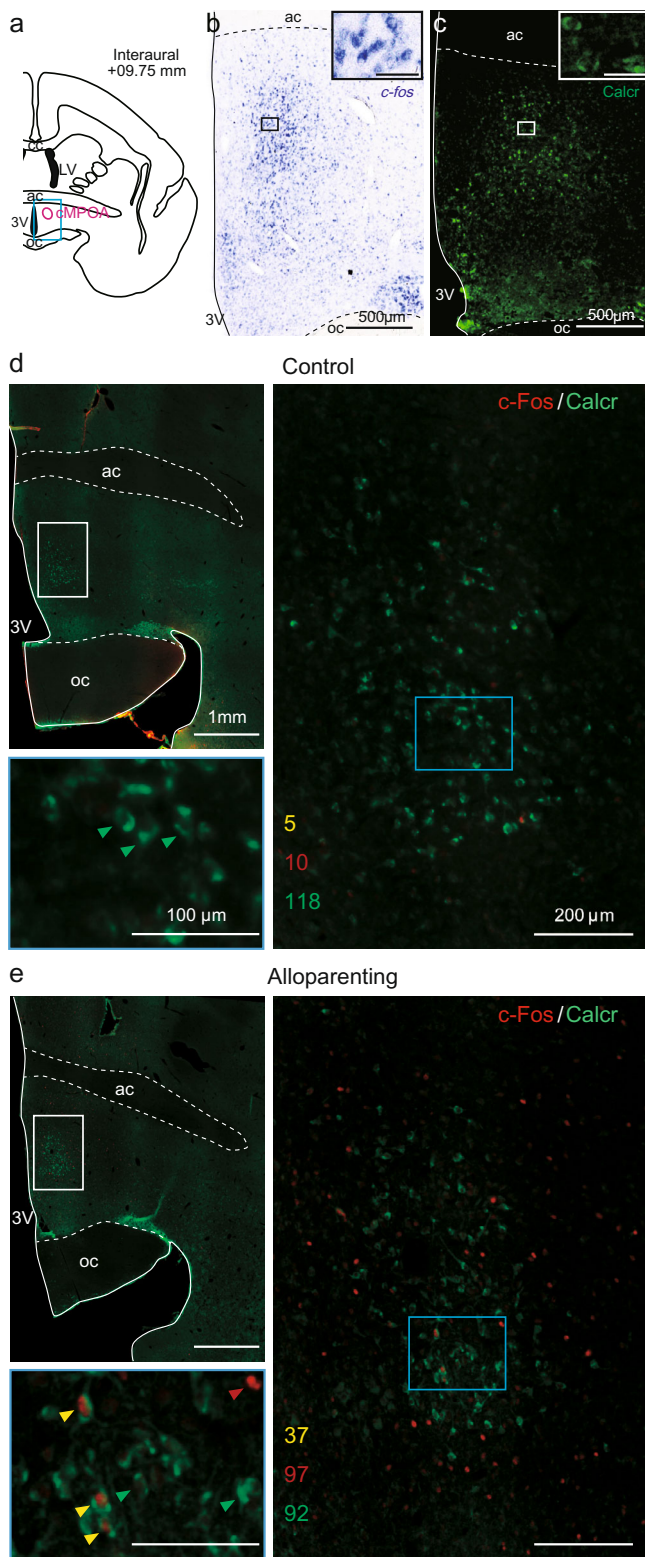 a
Interaural
+09.75 mm
cc
LV
ac
3V
cMPOA
oc
b
ac
c-fos
3V
oc
500μm
c
ac
Calcr
3V
oc
500μm
d
Control
ac
3V
oc
1mm
100 μm
c-Fos/Calcr
5
10
118
200 μm
e
Alloparenting
ac
3V
oc
c-Fos/Calcr
37
97
92